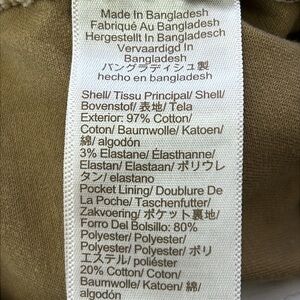 Made In Bangladesh
Fabriqué Au Bangladesh
Hergestellt In Bangladesch
Vervaardigd In
Bangladesh
バングラディシュ製
hecho en bangladesh
Shell/ Tissu Principal/ Shell/
Bovenstof/ 表地/ Tela
Exterior: 97% Cotton/
Coton/ Baumwolle/ Katoen/
綿/ algodón
3% Elastane/ Élasthanne/
Elastan/ Elastaan/ ポリウレ
タン/ elastano
Pocket Lining/ Doublure De
La Poche/ Taschenfutter/
Zakvoering/ ポケット裏地/
Forro Del Bolsillo: 80%
Polyester/ Polyester/
Polyester/ Polyester/ ポリ
エステル/ poliéster
20% Cotton/ Coton/
Baumwolle/ Katoen/ 綿/
algodón